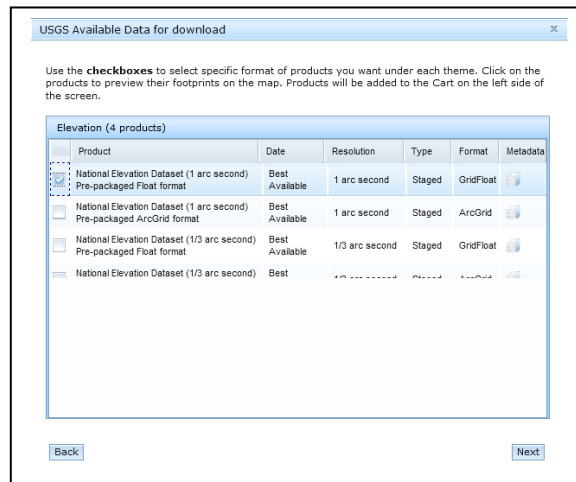 USGS Available Data for download x
Use the checkboxes to select specific format of products you want under each theme. Click on the
products to preview their footprints on the map. Products will be added to the Cart on the left side of
the screen.
Elevation (4 products)
Product Date Resolution Type Format Metadata
National Elevation Dataset (1 arc second) Best
Pre-packaged Float format Available 1 arc second Staged GridFloat
National Elevation Dataset (1 arc second) Best
Pre-packaged ArcGrid format Available 1 arc second Staged ArcGrid
National Elevation Dataset (1/3 arc second) Best
Pre-packaged Float format Available 1/3 arc second Staged GridFloat
National Elevation Dataset (1/3 arc second) Best
Back Next